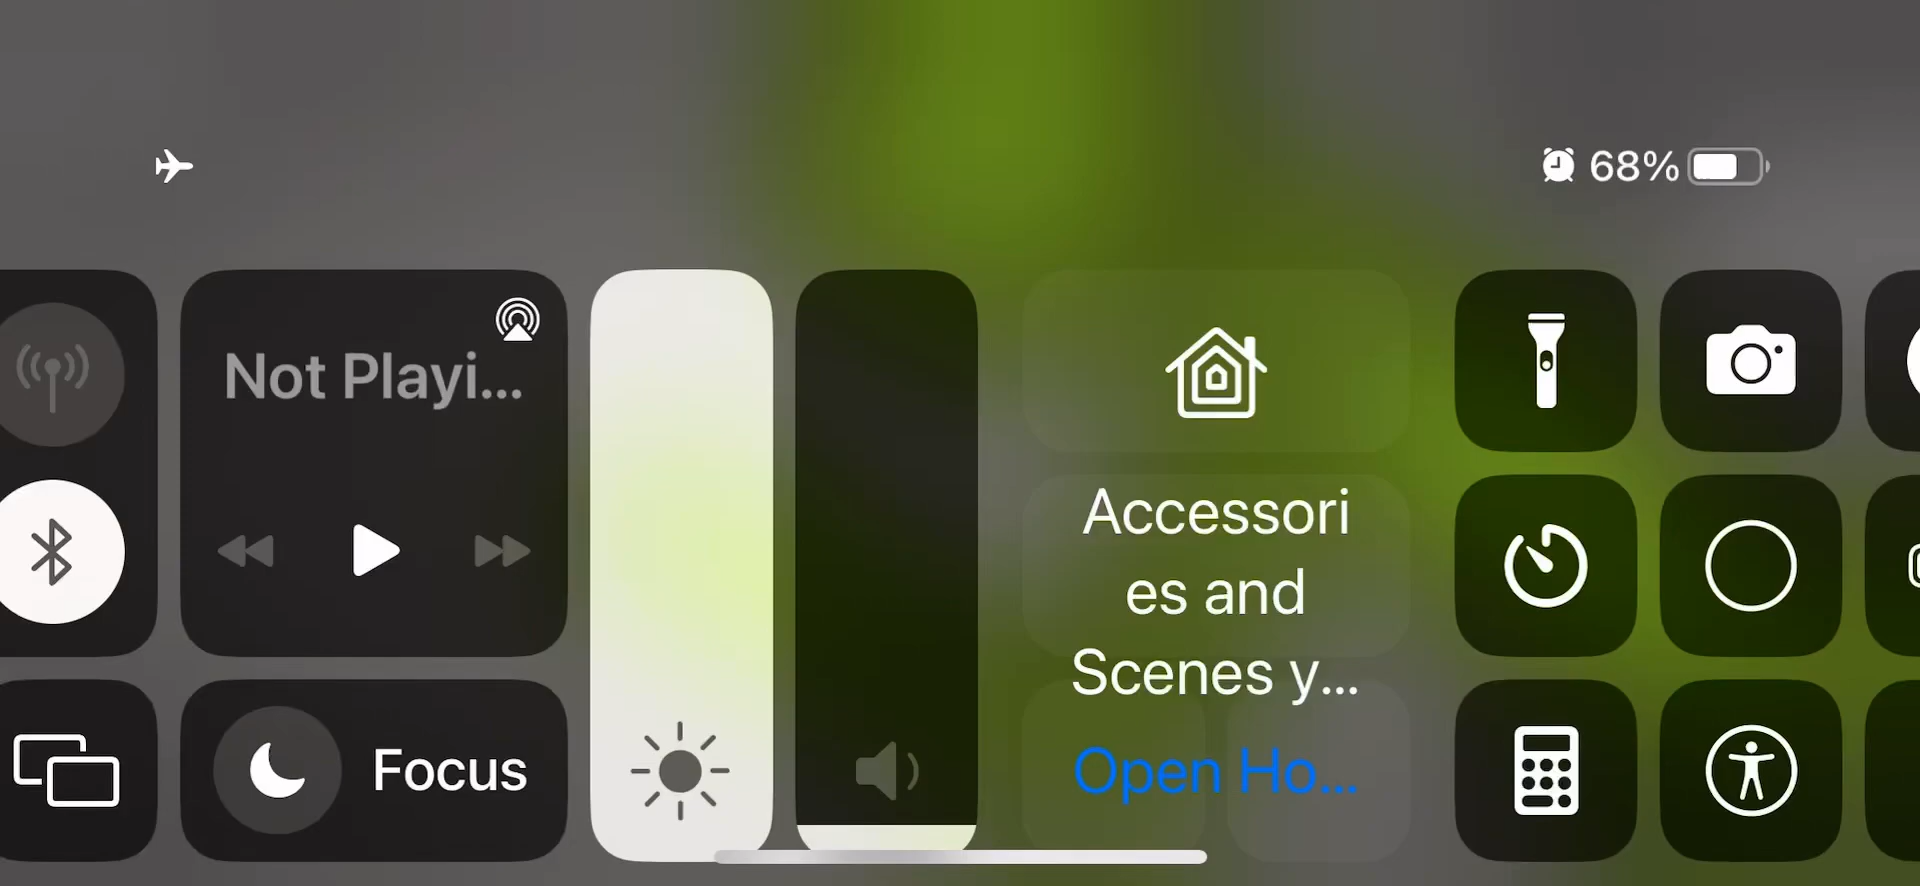 68%
Not Playi...
Accessori
es and
Scenes y...
Open Ho...
Focus